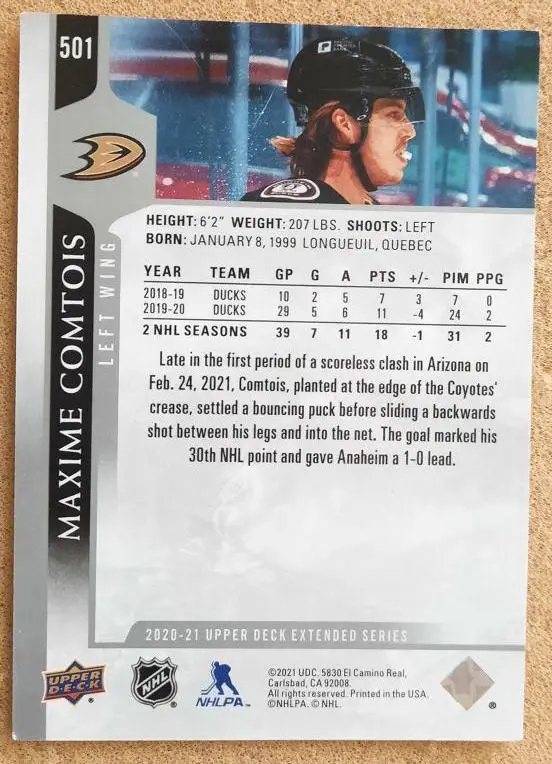 501
HEIGHT: 6'2" WEIGHT: 207 LBS. SHOOTS: LEFT
BORN: JANUARY 8, 1999 LONGUEUIL, QUEBEC
MAXIME COMTOIS
LEFT WING
YEAR TEAM GP G A PTS +/- PIM PPG
2018-19 DUCKS 10 2 5 7 3 7 0
2019-20 DUCKS 29 5 6 11 -4 24 2
2 NHL SEASONS 39 7 11 18 -1 31 2
Late in the first period of a scoreless clash in Arizona on
Feb. 24, 2021, Comtois, planted at the edge of the Coyotes'
crease, settled a bouncing puck before sliding a backwards
shot between his legs and into the net. The goal marked his
30th NHL point and gave Anaheim a 1-0 lead.
2020-21 UPPER DECK EXTENDED SERIES
UPPER
D·E·C·K
®
NHL
®
NHLPA™
©2021 UDC. 5830 El Camino Real,
Carlsbad, CA 92008.
All rights reserved. Printed in the USA.
©NHLPA. © NHL.
®